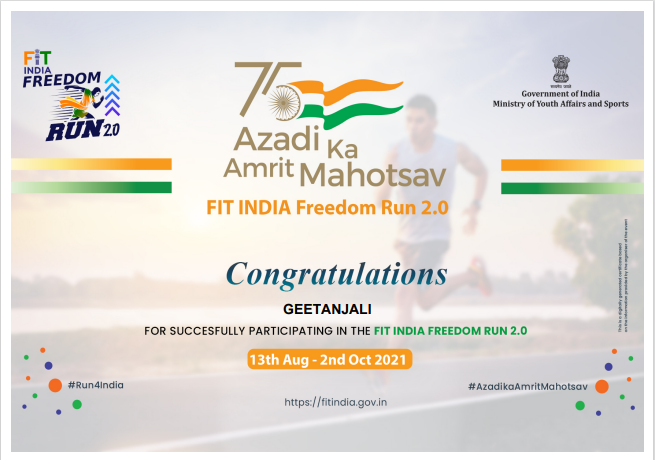 FIT
INDIA
FREEDOM
RUN 2.0
75
Azadi Ka
Amrit Mahotsav
FIT INDIA Freedom Run 2.0
सत्यमेव जयते
Government of India
Ministry of Youth Affairs and Sports
Congratulations
GEETANJALI
FOR SUCCESFULLY PARTICIPATING IN THE FIT INDIA FREEDOM RUN 2.0
13th Aug - 2nd Oct 2021
#Run4India
#AzadikaAmritMahotsav
https://fitindia.gov.in
This is a digitally generated certificate based
on the information provided by the organiser of the event